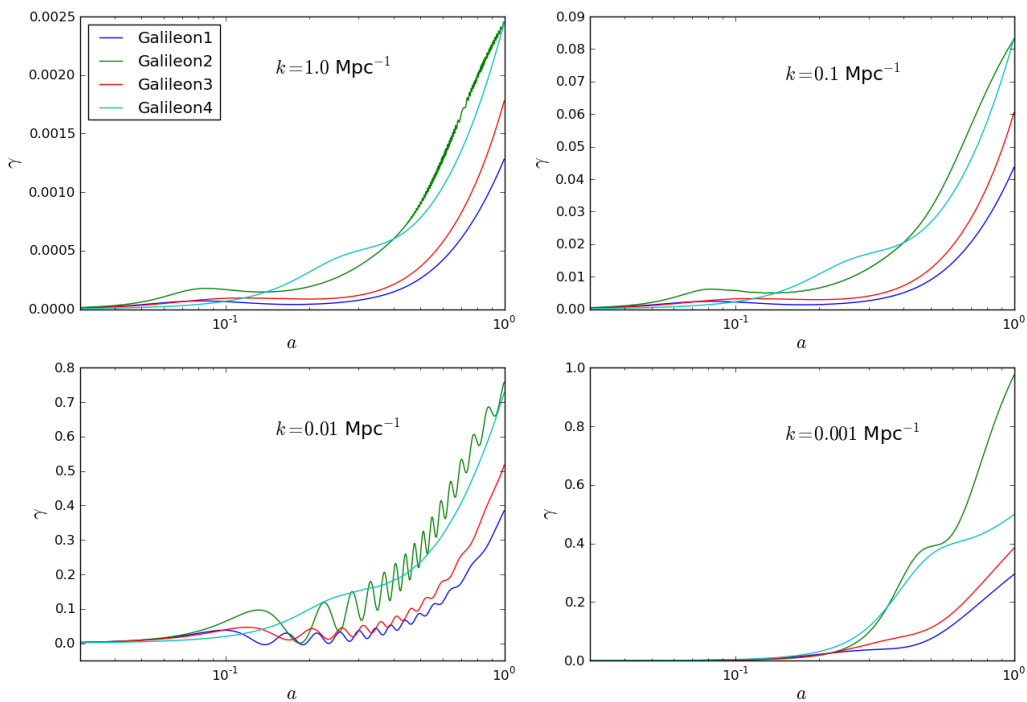 0.0025
0.0020
0.0015
0.0010
0.0005
0.0000
γ
Galileon1
Galileon2
Galileon3
Galileon4
k = 1.0 Mpc⁻¹
10⁻¹
10⁰
a
0.09
0.08
0.07
0.06
0.05
0.04
0.03
0.02
0.01
0.00
γ
k = 0.1 Mpc⁻¹
10⁻¹
10⁰
a
0.8
0.7
0.6
0.5
0.4
0.3
0.2
0.1
0.0
γ
k = 0.01 Mpc⁻¹
10⁻¹
10⁰
a
1.0
0.8
0.6
0.4
0.2
0.0
γ
k = 0.001 Mpc⁻¹
10⁻¹
10⁰
a